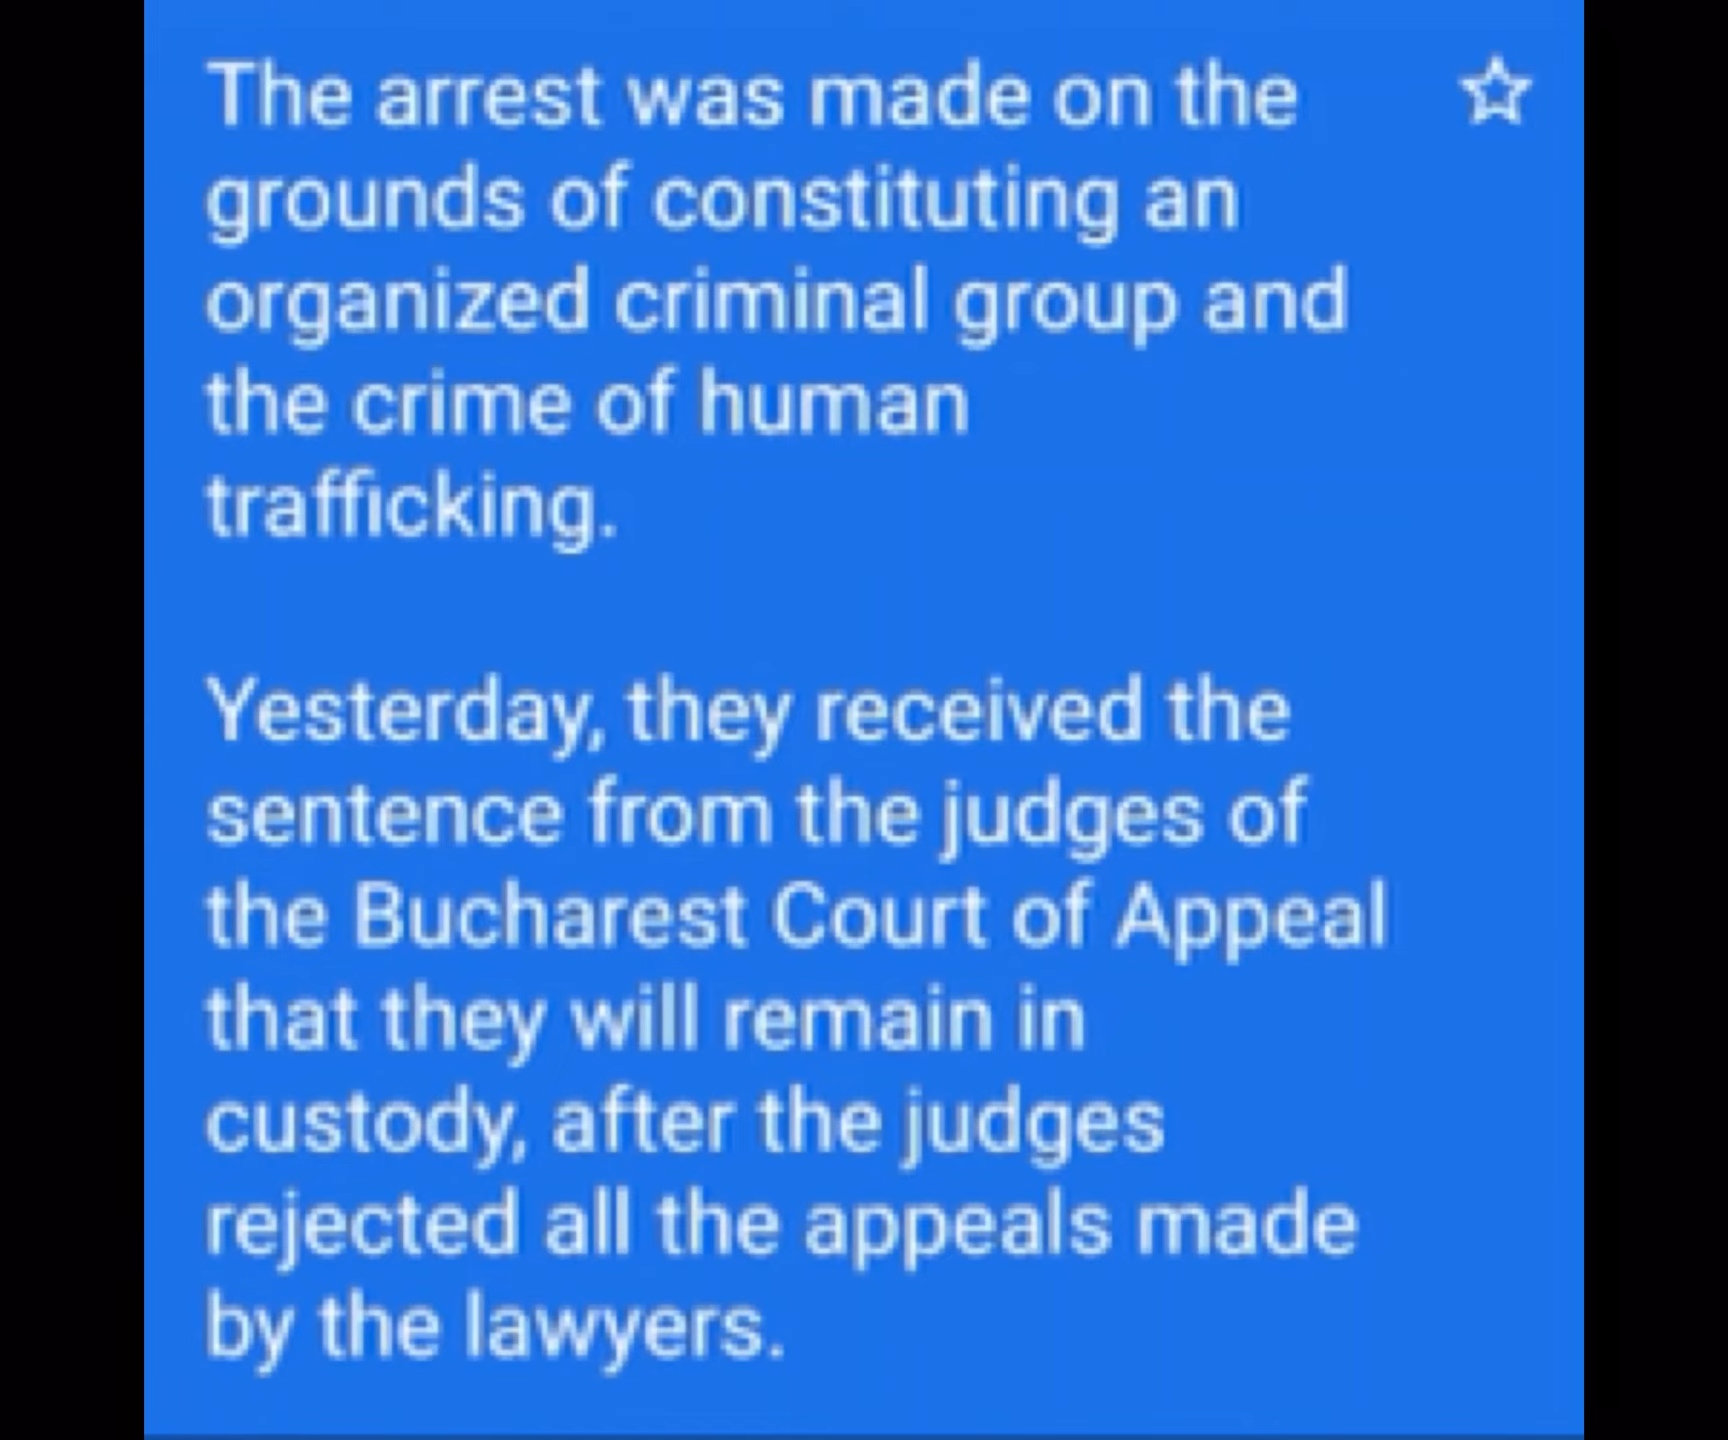 The arrest was made on the
grounds of constituting an
organized criminal group and
the crime of human
trafficking.
Yesterday, they received the
sentence from the judges of
the Bucharest Court of Appeal
that they will remain in
custody, after the judges
rejected all the appeals made
by the lawyers.